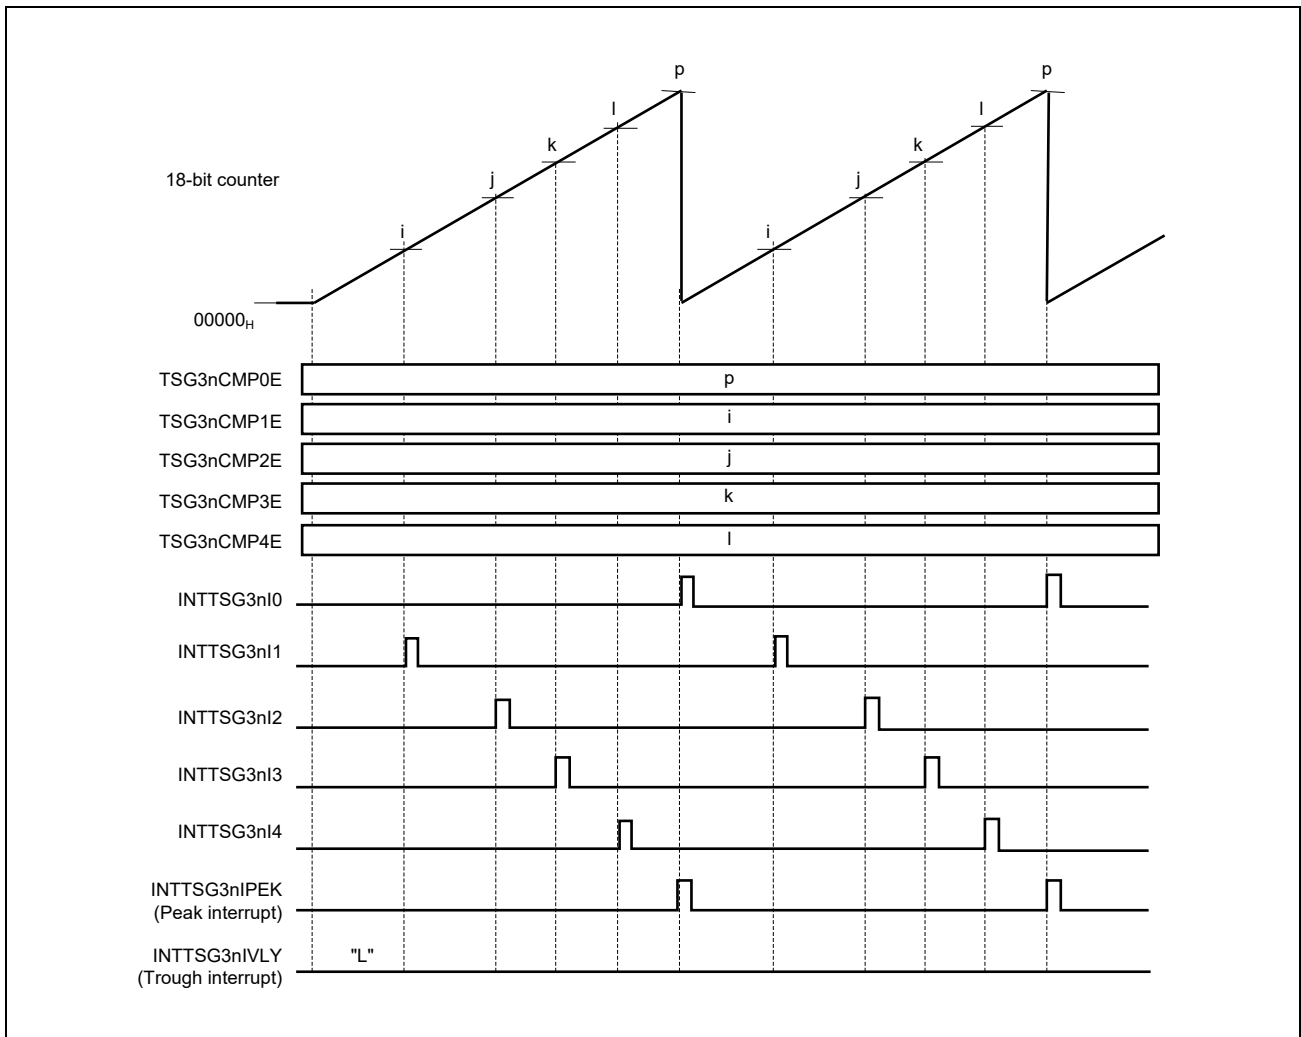 p
p
l
l
k
k
18-bit counter
j
j
i
i
00000H
TSG3nCMP0E
p
TSG3nCMP1E
i
TSG3nCMP2E
j
TSG3nCMP3E
k
TSG3nCMP4E
l
INTTSG3nI0
INTTSG3nI1
INTTSG3nI2
INTTSG3nI3
INTTSG3nI4
INTTSG3nIPEK
(Peak interrupt)
INTTSG3nIVLY
"L"
(Trough interrupt)